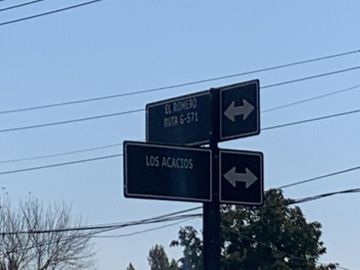 EL ROMERO
RUTA G-571
LOS ACACIOS